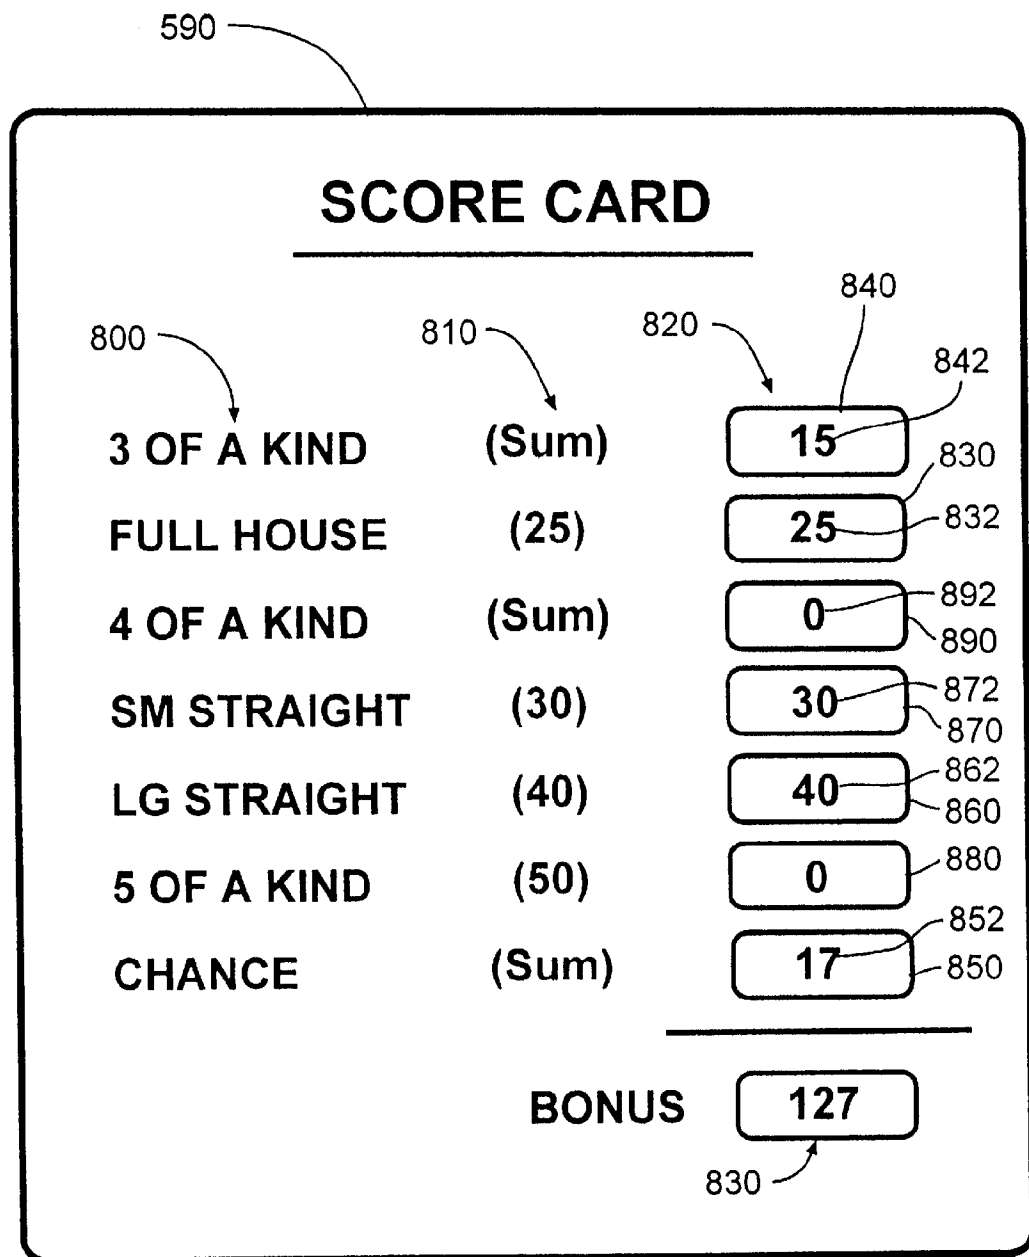 590
SCORE CARD
840
800 810 820 842
3 OF A KIND (Sum) 15
830
FULL HOUSE (25) 25 832
4 OF A KIND (Sum) 0 892
890
SM STRAIGHT (30) 30 872
870
LG STRAIGHT (40) 40 862
860
5 OF A KIND (50) 0 880
852
CHANCE (Sum) 17 850
BONUS 127
830